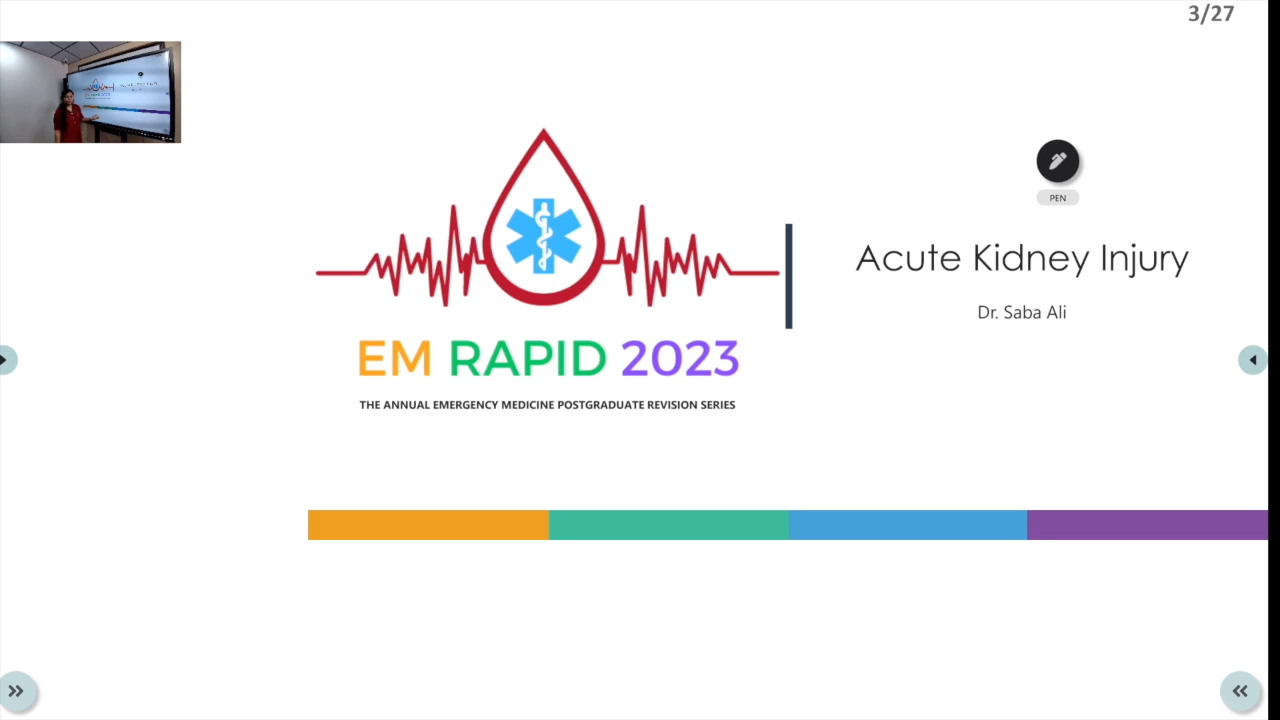 3/27
PEN
Acute Kidney Injury
Dr. Saba Ali
EM RAPID 2023
THE ANNUAL EMERGENCY MEDICINE POSTGRADUATE REVISION SERIES